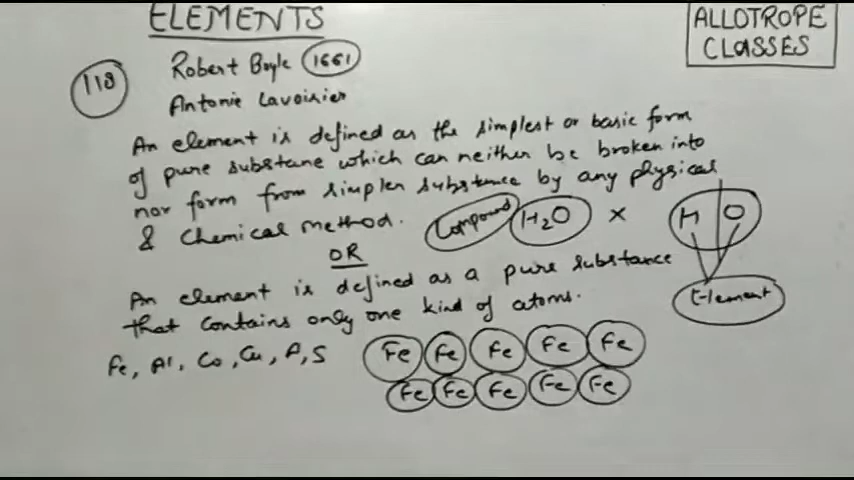 ELEMENTS
ALLOTROPE
CLASSES
118
Robert Boyle 1661
Antonie Lavoisier
An element is defined as the simplest or basic form
of pure substane which can neither be broken into
nor form from simpler substance by any physical
& chemical method.
Compound H₂O × H O
OR
Element
An element is defined as a pure substance
that contains only one kind of atoms.
Fe, Al, Co, Cu, P, S
Fe Fe Fe Fe Fe
Fe Fe Fe Fe Fe